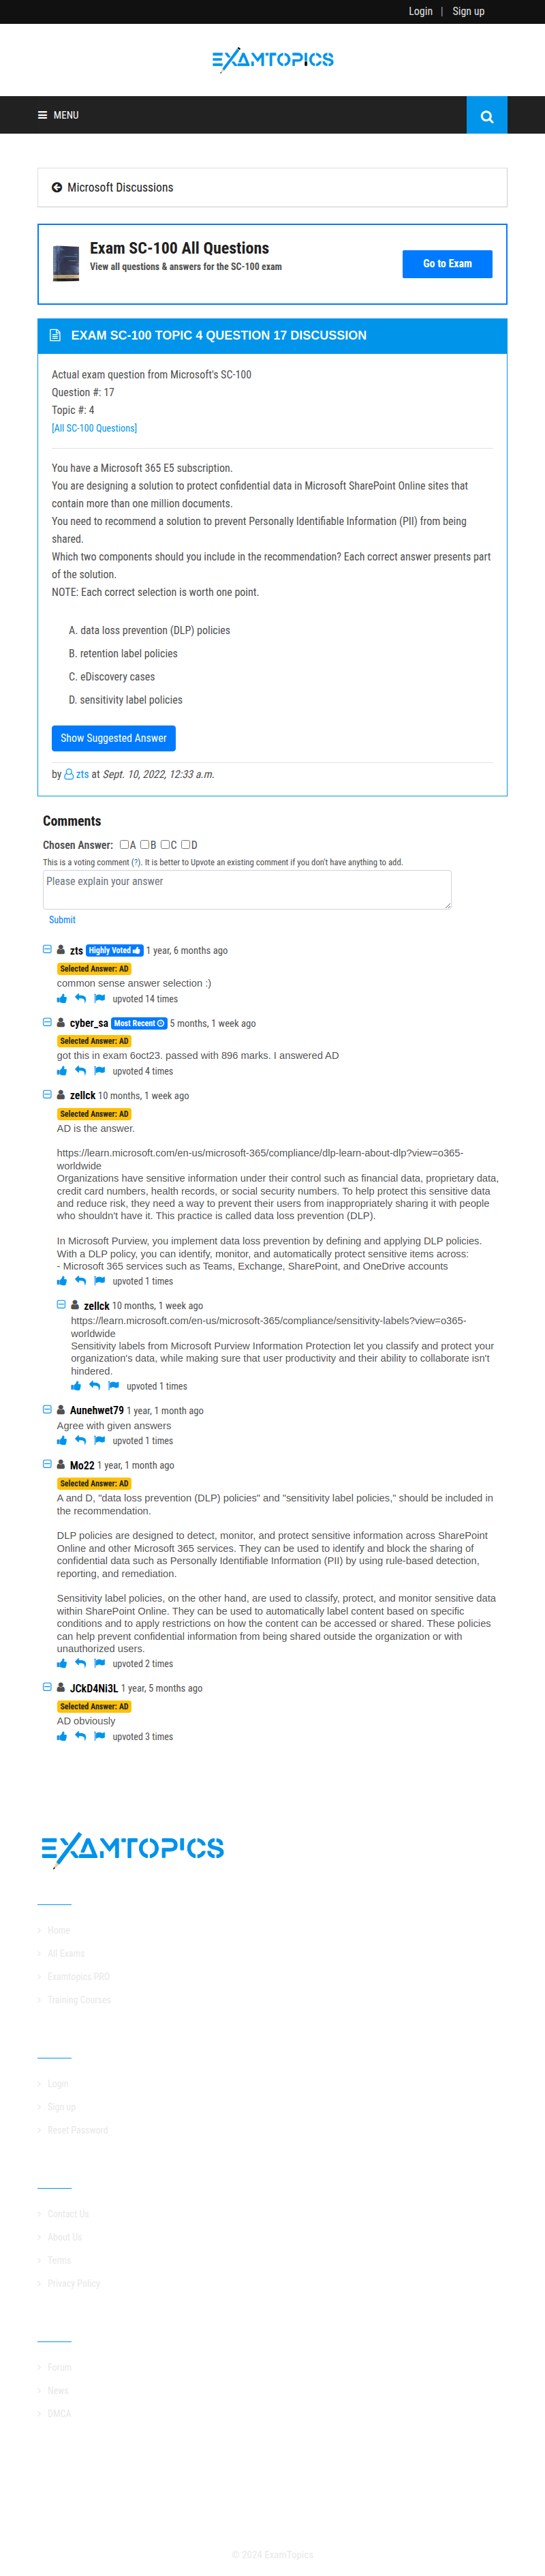 Login | Sign up
EXAMTOPICS
MENU
Microsoft Discussions
Exam SC-100 All Questions
View all questions & answers for the SC-100 exam
Go to Exam
EXAM SC-100 TOPIC 4 QUESTION 17 DISCUSSION
Actual exam question from Microsoft's SC-100
Question #: 17
Topic #: 4
[All SC-100 Questions]
You have a Microsoft 365 E5 subscription.
You are designing a solution to protect confidential data in Microsoft SharePoint Online sites that
contain more than one million documents.
You need to recommend a solution to prevent Personally Identifiable Information (PII) from being
shared.
Which two components should you include in the recommendation? Each correct answer presents part
of the solution.
NOTE: Each correct selection is worth one point.
A. data loss prevention (DLP) policies
B. retention label policies
C. eDiscovery cases
D. sensitivity label policies
Show Suggested Answer
by zts at Sept. 10, 2022, 12:33 a.m.
Comments
Chosen Answer: A B C D
This is a voting comment (?). It is better to Upvote an existing comment if you don't have anything to add.
Please explain your answer
Submit
zts Highly Voted 1 year, 6 months ago
Selected Answer: AD
common sense answer selection :)
upvoted 14 times
cyber_sa Most Recent 5 months, 1 week ago
Selected Answer: AD
got this in exam 6oct23. passed with 896 marks. I answered AD
upvoted 4 times
zellck 10 months, 1 week ago
Selected Answer: AD
AD is the answer.
https://learn.microsoft.com/en-us/microsoft-365/compliance/dlp-learn-about-dlp?view=o365-
worldwide
Organizations have sensitive information under their control such as financial data, proprietary data,
credit card numbers, health records, or social security numbers. To help protect this sensitive data
and reduce risk, they need a way to prevent their users from inappropriately sharing it with people
who shouldn't have it. This practice is called data loss prevention (DLP).
In Microsoft Purview, you implement data loss prevention by defining and applying DLP policies.
With a DLP policy, you can identify, monitor, and automatically protect sensitive items across:
- Microsoft 365 services such as Teams, Exchange, SharePoint, and OneDrive accounts
upvoted 1 times
zellck 10 months, 1 week ago
https://learn.microsoft.com/en-us/microsoft-365/compliance/sensitivity-labels?view=o365-
worldwide
Sensitivity labels from Microsoft Purview Information Protection let you classify and protect your
organization's data, while making sure that user productivity and their ability to collaborate isn't
hindered.
upvoted 1 times
Aunehwet79 1 year, 1 month ago
Agree with given answers
upvoted 1 times
Mo22 1 year, 1 month ago
Selected Answer: AD
A and D, "data loss prevention (DLP) policies" and "sensitivity label policies," should be included in
the recommendation.
DLP policies are designed to detect, monitor, and protect sensitive information across SharePoint
Online and other Microsoft 365 services. They can be used to identify and block the sharing of
confidential data such as Personally Identifiable Information (PII) by using rule-based detection,
reporting, and remediation.
Sensitivity label policies, on the other hand, are used to classify, protect, and monitor sensitive data
within SharePoint Online. They can be used to automatically label content based on specific
conditions and to apply restrictions on how the content can be accessed or shared. These policies
can help prevent confidential information from being shared outside the organization or with
unauthorized users.
upvoted 2 times
JCkD4Ni3L 1 year, 5 months ago
Selected Answer: AD
AD obviously
upvoted 3 times
EXAMTOPICS
Home
All Exams
Examtopics PRO
Training Courses
Login
Sign up
Reset Password
Contact Us
About Us
Terms
Privacy Policy
Forum
News
DMCA
© 2024 ExamTopics